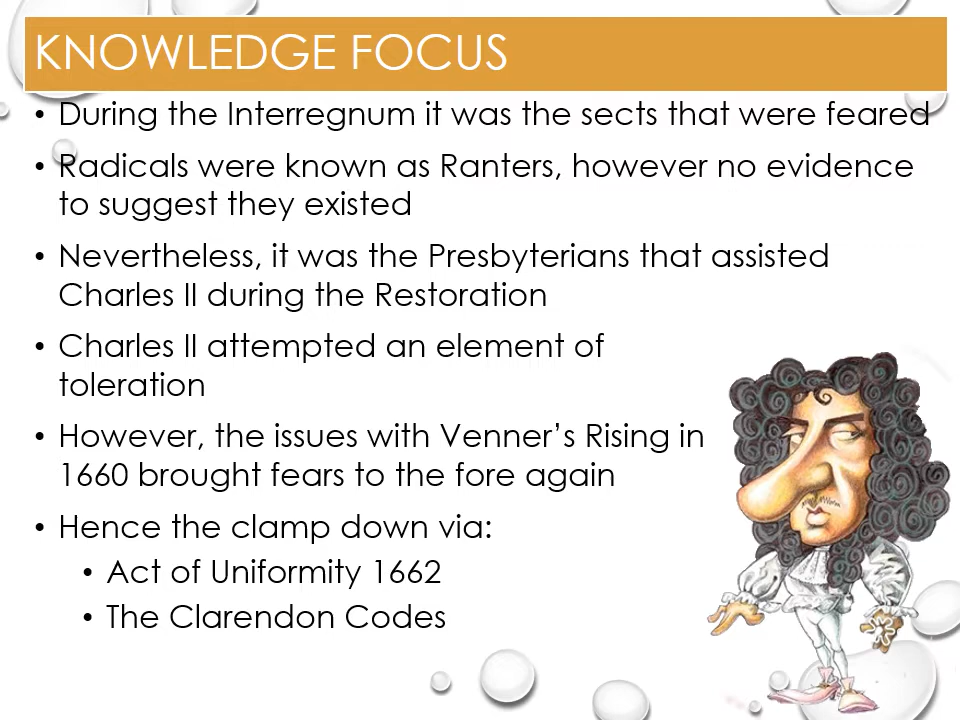 KNOWLEDGE FOCUS
• During the Interregnum it was the sects that were feared
• Radicals were known as Ranters, however no evidence
to suggest they existed
• Nevertheless, it was the Presbyterians that assisted
Charles II during the Restoration
• Charles II attempted an element of
toleration
• However, the issues with Venner’s Rising in
1660 brought fears to the fore again
• Hence the clamp down via:
• Act of Uniformity 1662
• The Clarendon Codes